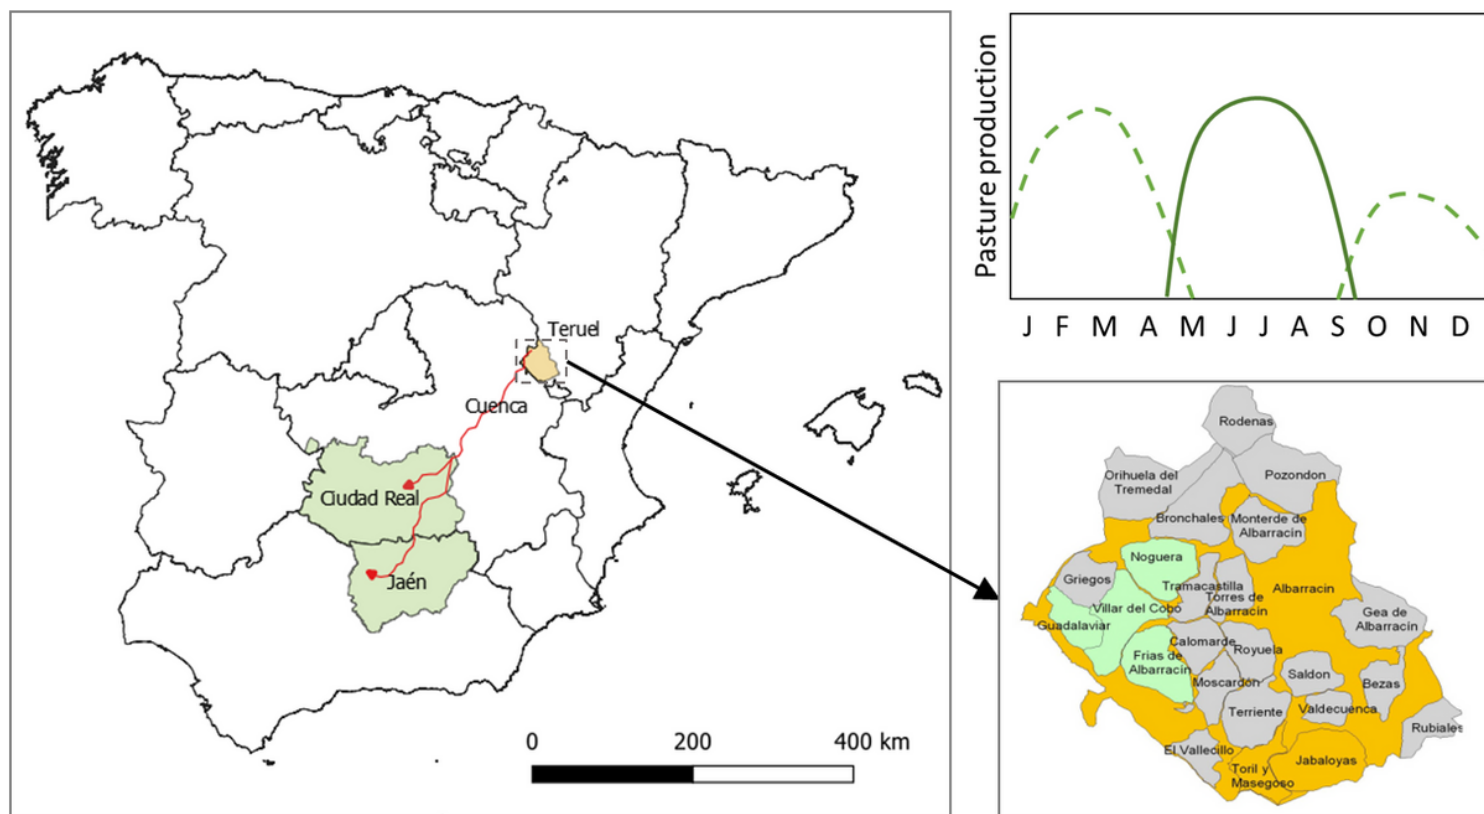 Teruel
Cuenca
Ciudad Real
Jaén
0 200 400 km
Pasture production
J F M A M J J A S O N D
Rodenas
Orihuela del
Tremedal
Pozondon
Bronchales
Monterde de
Albarracín
Noguera
Griegos
Tramacastilla
Albarracin
Torres de
Albarracín
Villar del Cobo
Guadalaviar
Gea de
Albarracín
Calomarde
Royuela
Frias de
Albarracín
Saldon
Moscardón
Bezas
Terriente
Valdecuenca
Rubiales
El Vallecillo
Jabaloyas
Toril y
Masegoso